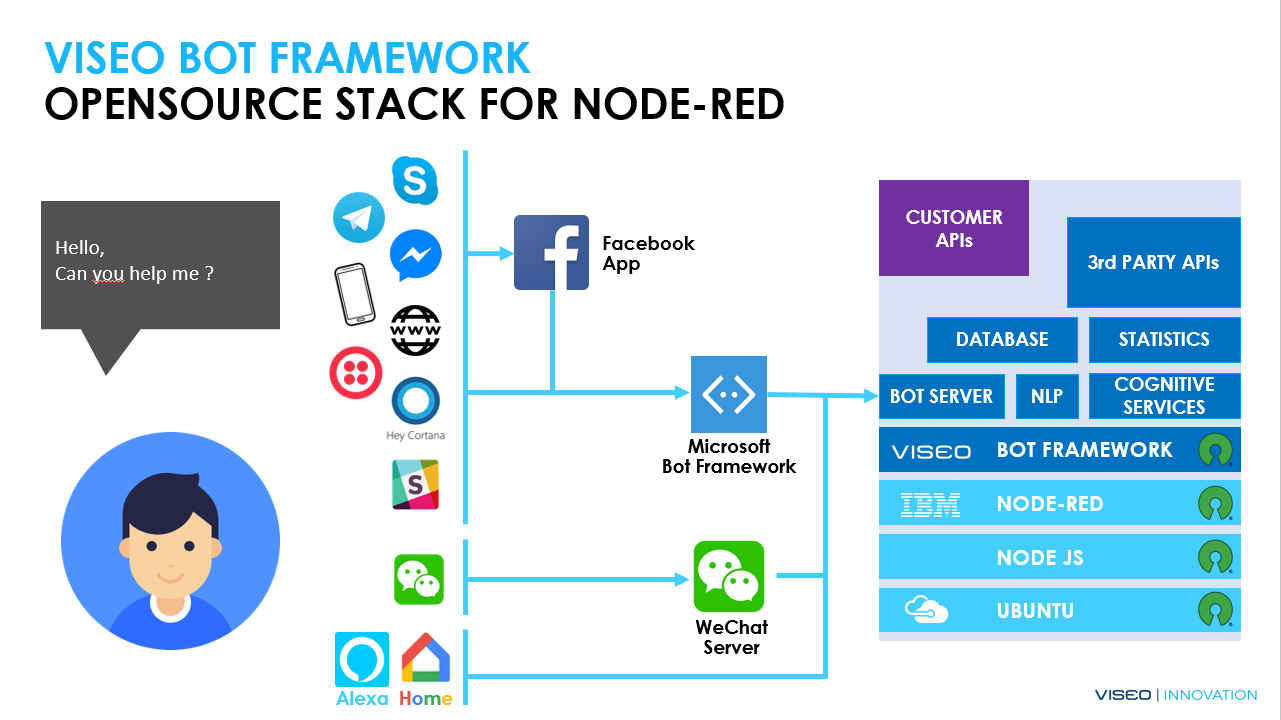 VISEO BOT FRAMEWORK
OPENSOURCE STACK FOR NODE-RED
Hello,
Can you help me ?
S
www
Hey Cortana
S
Alexa
Home
f
Facebook
App
Microsoft
Bot Framework
WeChat
Server
CUSTOMER
APIs
3rd PARTY APIs
DATABASE
STATISTICS
BOT SERVER
NLP
COGNITIVE
SERVICES
VISEO BOT FRAMEWORK
IBM NODE-RED
NODE JS
UBUNTU
VISEO | INNOVATION